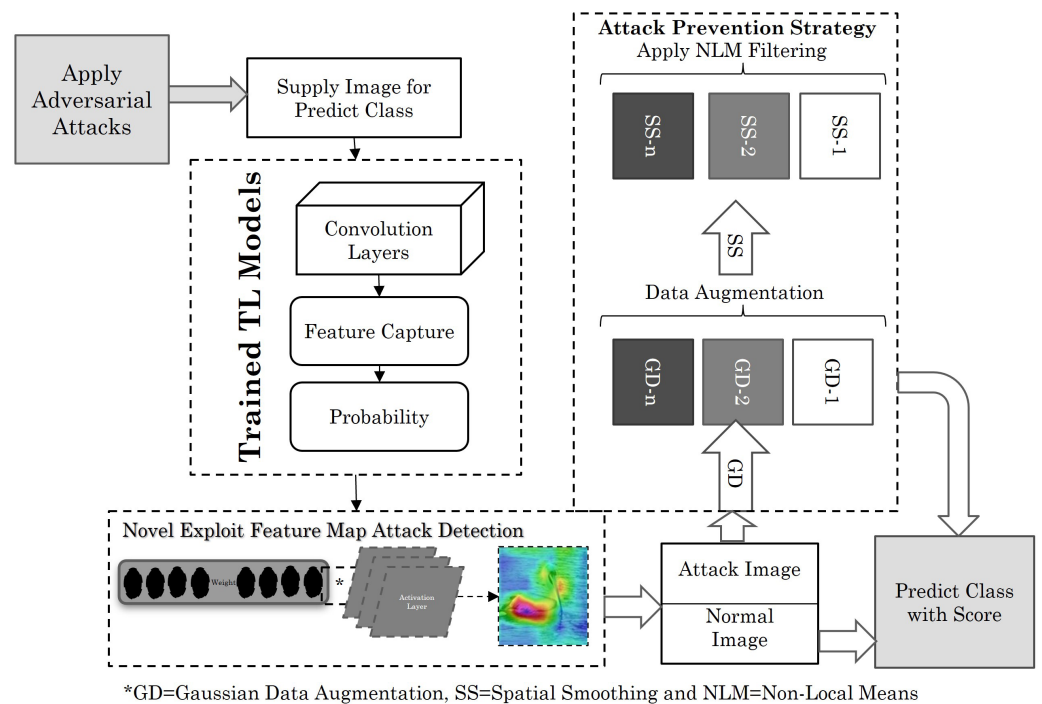 Apply
Adversarial
Attacks
Supply Image for
Predict Class
Trained TL Models
Convolution
Layers
Feature Capture
Probability
Novel Exploit Feature Map Attack Detection
Weight
*
Activation
Layer
Attack Image
Normal
Image
Attack Prevention Strategy
Apply NLM Filtering
SS-n
SS-2
SS-1
SS
Data Augmentation
GD-n
GD-2
GD-1
GD
Predict Class
with Score
*GD=Gaussian Data Augmentation, SS=Spatial Smoothing and NLM=Non-Local Means